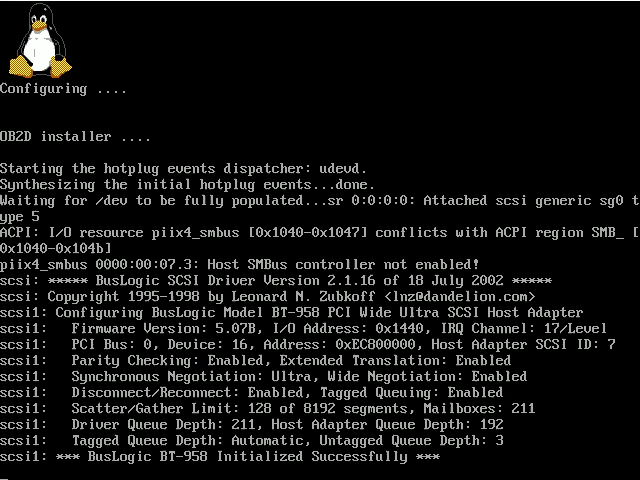 Configuring ....
OB2D installer ....
Starting the hotplug events dispatcher: udevd.
Synthesizing the initial hotplug events...done.
Waiting for /dev to be fully populated...sr 0:0:0:0: Attached scsi generic sg0 t
ype 5
ACPI: I/O resource piix4_smbus [0x1040-0x1047] conflicts with ACPI region SMB_ [
0x1040-0x104b]
piix4_smbus 0000:00:07.3: Host SMBus controller not enabled!
scsi: ***** BusLogic SCSI Driver Version 2.1.16 of 18 July 2002 *****
scsi: Copyright 1995-1998 by Leonard N. Zubkoff <lnz@dandelion.com>
scsi1: Configuring BusLogic Model BT-958 PCI Wide Ultra SCSI Host Adapter
scsi1:   Firmware Version: 5.07B, I/O Address: 0x1440, IRQ Channel: 17/Level
scsi1:   PCI Bus: 0, Device: 16, Address: 0xEC800000, Host Adapter SCSI ID: 7
scsi1:   Parity Checking: Enabled, Extended Translation: Enabled
scsi1:   Synchronous Negotiation: Ultra, Wide Negotiation: Enabled
scsi1:   Disconnect/Reconnect: Enabled, Tagged Queuing: Enabled
scsi1:   Scatter/Gather Limit: 128 of 8192 segments, Mailboxes: 211
scsi1:   Driver Queue Depth: 211, Host Adapter Queue Depth: 192
scsi1:   Tagged Queue Depth: Automatic, Untagged Queue Depth: 3
scsi1: *** BusLogic BT-958 Initialized Successfully ***